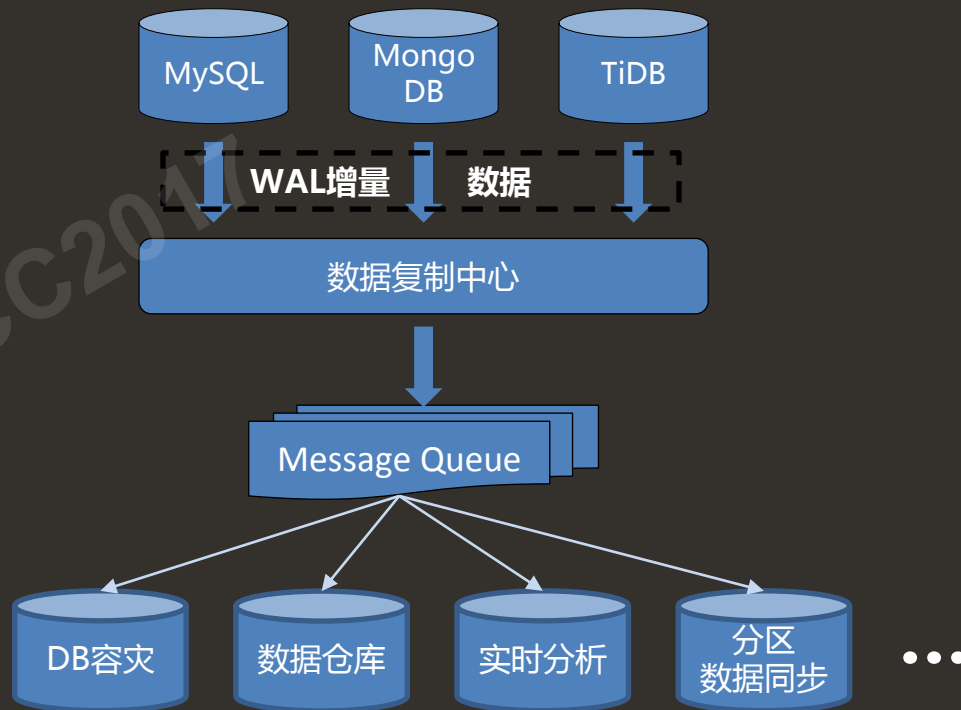 MySQL
Mongo
DB
TiDB
WAL增量 数据
数据复制中心
Message Queue
DB容灾
数据仓库
实时分析
分区
数据同步
...
C2017